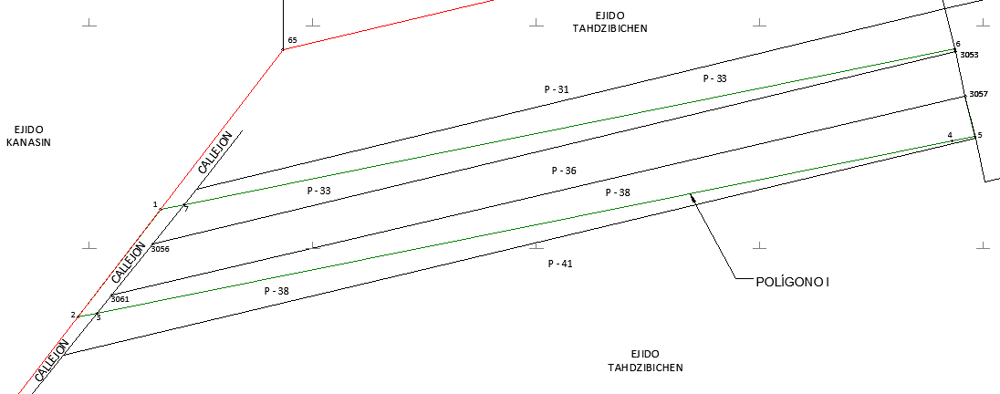 EJIDO
TAHDZIBICHEN
65
6
3053
P - 33
P - 31
3057
EJIDO
KANASIN
4
5
CALLEJON
P - 36
P - 33
P - 38
1
7
3056
CALLEJON
P - 41
POLÍGONO I
P - 38
3061
2
3
CALLEJON
EJIDO
TAHDZIBICHEN